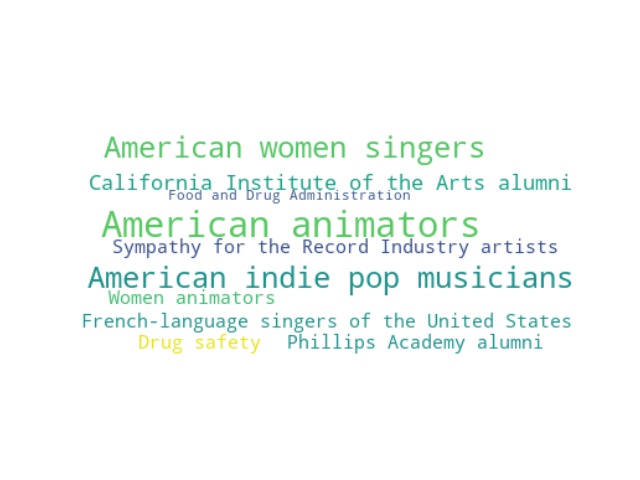 American women singers
California Institute of the Arts alumni
Food and Drug Administration
American animators
Sympathy for the Record Industry artists
American indie pop musicians
Women animators
French-language singers of the United States
Drug safety Phillips Academy alumni